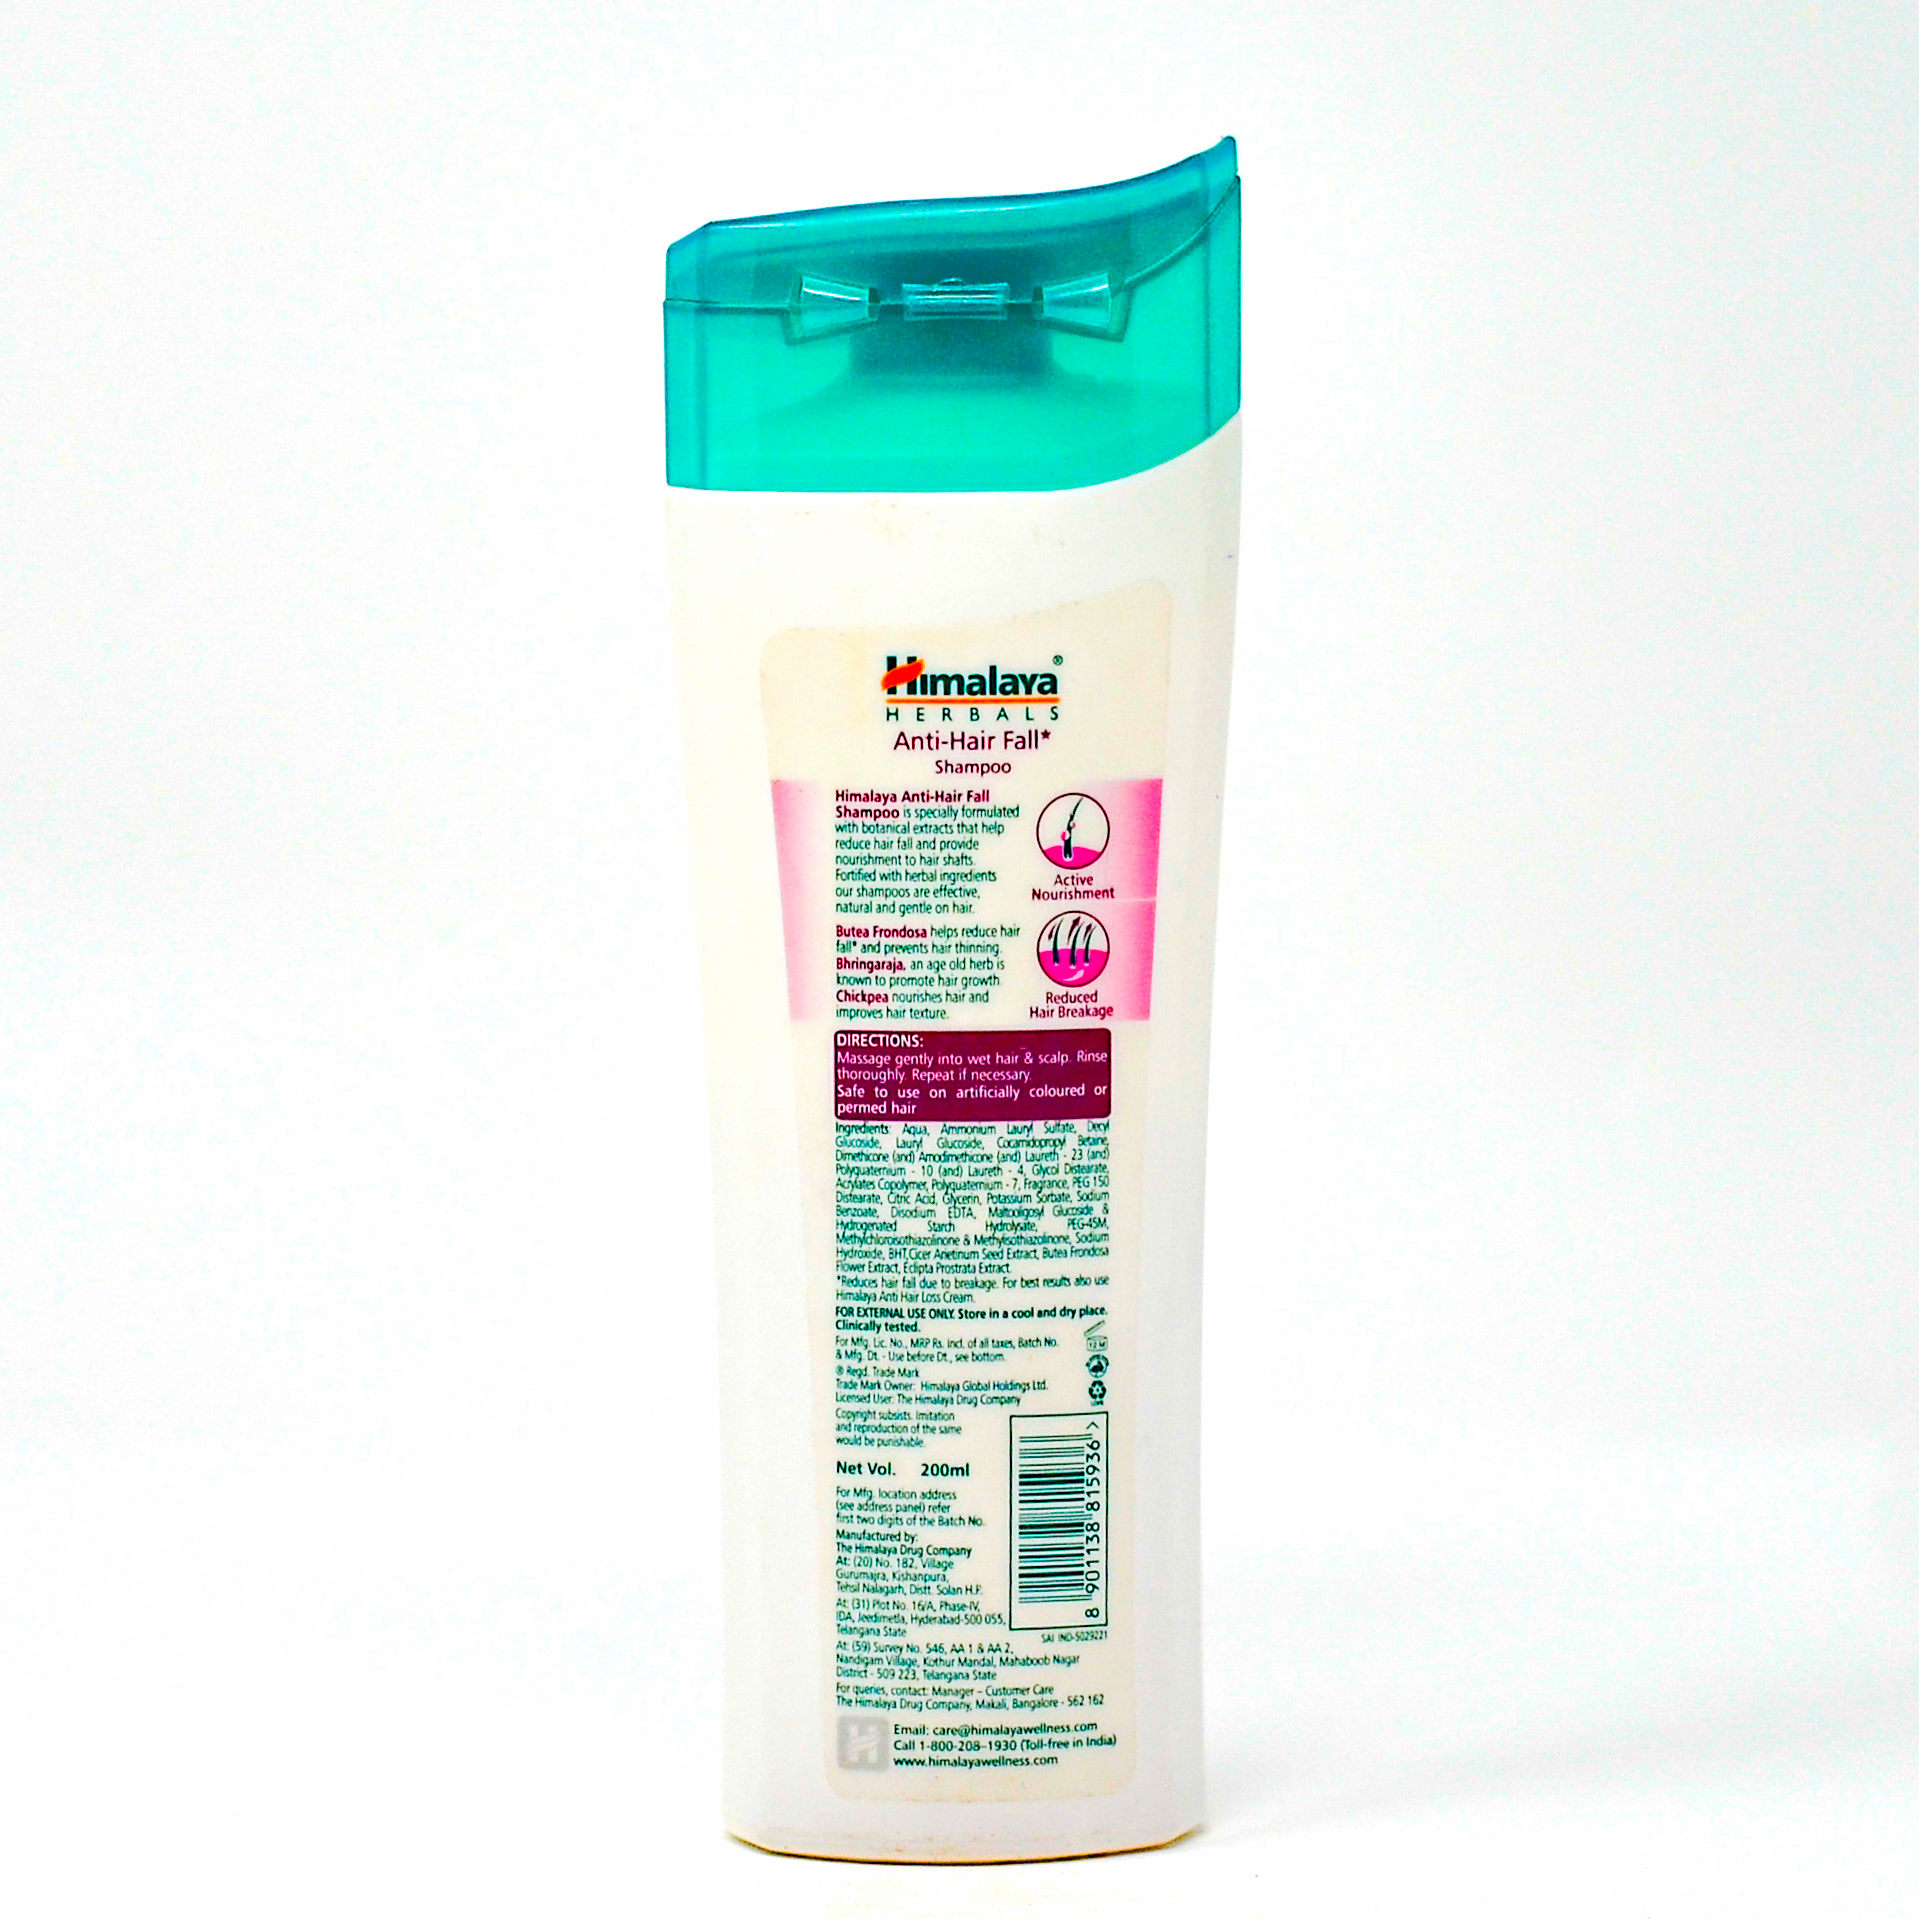 Himalaya®
HERBALS
Anti-Hair Fall*
Shampoo
Himalaya Anti-Hair Fall
Shampoo is specially formulated
with botanical extracts that help
reduce hair fall and provide
nourishment to hair shafts.
Fortified with herbal ingredients
our shampoos are effective,
natural and gentle on hair.
Active
Nourishment
Butea Frondosa helps reduce hair
fall* and prevents hair thinning.
Bhringaraja, an age old herb is
known to promote hair growth.
Chickpea nourishes hair and
improves hair texture.
Reduced
Hair Breakage
DIRECTIONS:
Massage gently into wet hair & scalp. Rinse
thoroughly. Repeat if necessary.
Safe to use on artificially coloured or
permed hair
Ingredients: Aqua, Ammonium Lauryl Sulfate, Decyl
Glucoside, Lauryl Glucoside, Cocamidopropyl Betaine,
Dimethicone (and) Amodimethicone (and) Laureth - 23 (and)
Polyquaternium - 10 (and) Laureth - 4, Glycol Distearate,
Acrylates Copolymer, Polyquaternium - 7, Fragrance, PEG 150
Distearate, Citric Acid, Glycerin, Potassium Sorbate, Sodium
Benzoate, Disodium EDTA, Maltooligosyl Glucoside &
Hydrogenated Starch Hydrolysate, PEG-45M,
Methylchloroisothiazolinone & Methylisothiazolinone, Sodium
Hydroxide, BHT,Cicer Arietinum Seed Extract, Butea Frondosa
Flower Extract, Eclipta Prostrata Extract.
*Reduces hair fall due to breakage. For best results also use
Himalaya Anti Hair Loss Cream.
FOR EXTERNAL USE ONLY. Store in a cool and dry place.
Clinically tested.
For Mfg. Lic. No., MRP Rs. Incl. of all taxes, Batch No.
& Mfg. Dt. - Use before Dt., see bottom.
12 M
® Regd. Trade Mark
Trade Mark Owner: Himalaya Global Holdings Ltd.
Licensed User: The Himalaya Drug Company
Copyright subsists. Imitation
and reproduction of the same
would be punishable.
Net Vol. 200ml
For Mfg. location address
(see address panel) refer
first two digits of the Batch No.
Manufactured by:
The Himalaya Drug Company
At: (20) No. 182, Village
Gurumajra, Kishanpura,
Tehsil Nalagarh, Distt. Solan H.P.
At: (31) Plot No. 16/A, Phase-IV,
IDA, Jeedimetla, Hyderabad-500 055,
Telangana State
8 901138 815936 >
SAI IND-5029221
At: (59) Survey No. 546, AA 1 & AA 2,
Nandigam Village, Kothur Mandal, Mahaboob Nagar
District - 509 223, Telangana State
For queries, contact: Manager – Customer Care
The Himalaya Drug Company, Makali, Bangalore - 562 162
Email: care@himalayawellness.com
Call 1-800-208-1930 (Toll-free in India)
www.himalayawellness.com